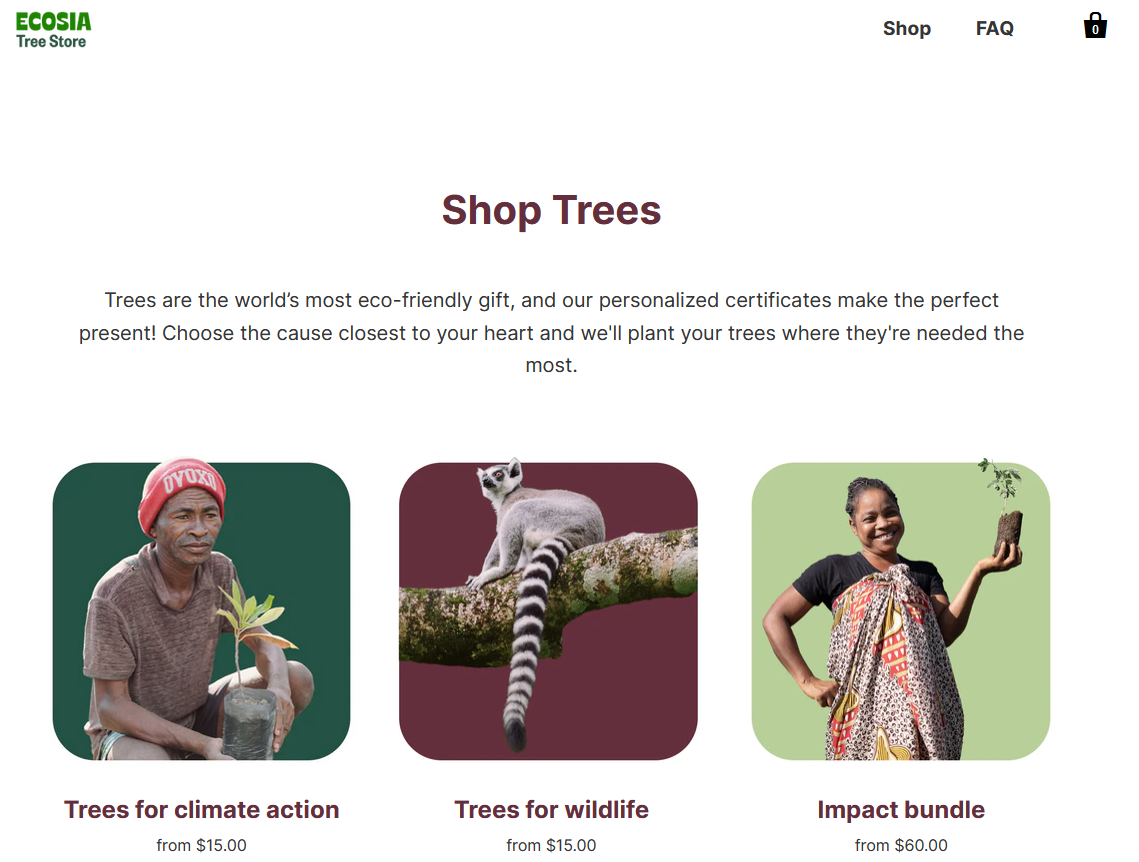 ECOSIA
Tree Store
Shop
FAQ
0
Shop Trees
Trees are the world’s most eco-friendly gift, and our personalized certificates make the perfect
present! Choose the cause closest to your heart and we'll plant your trees where they're needed the
most.
OVOXO
Trees for climate action
Trees for wildlife
Impact bundle
from $15.00
from $15.00
from $60.00